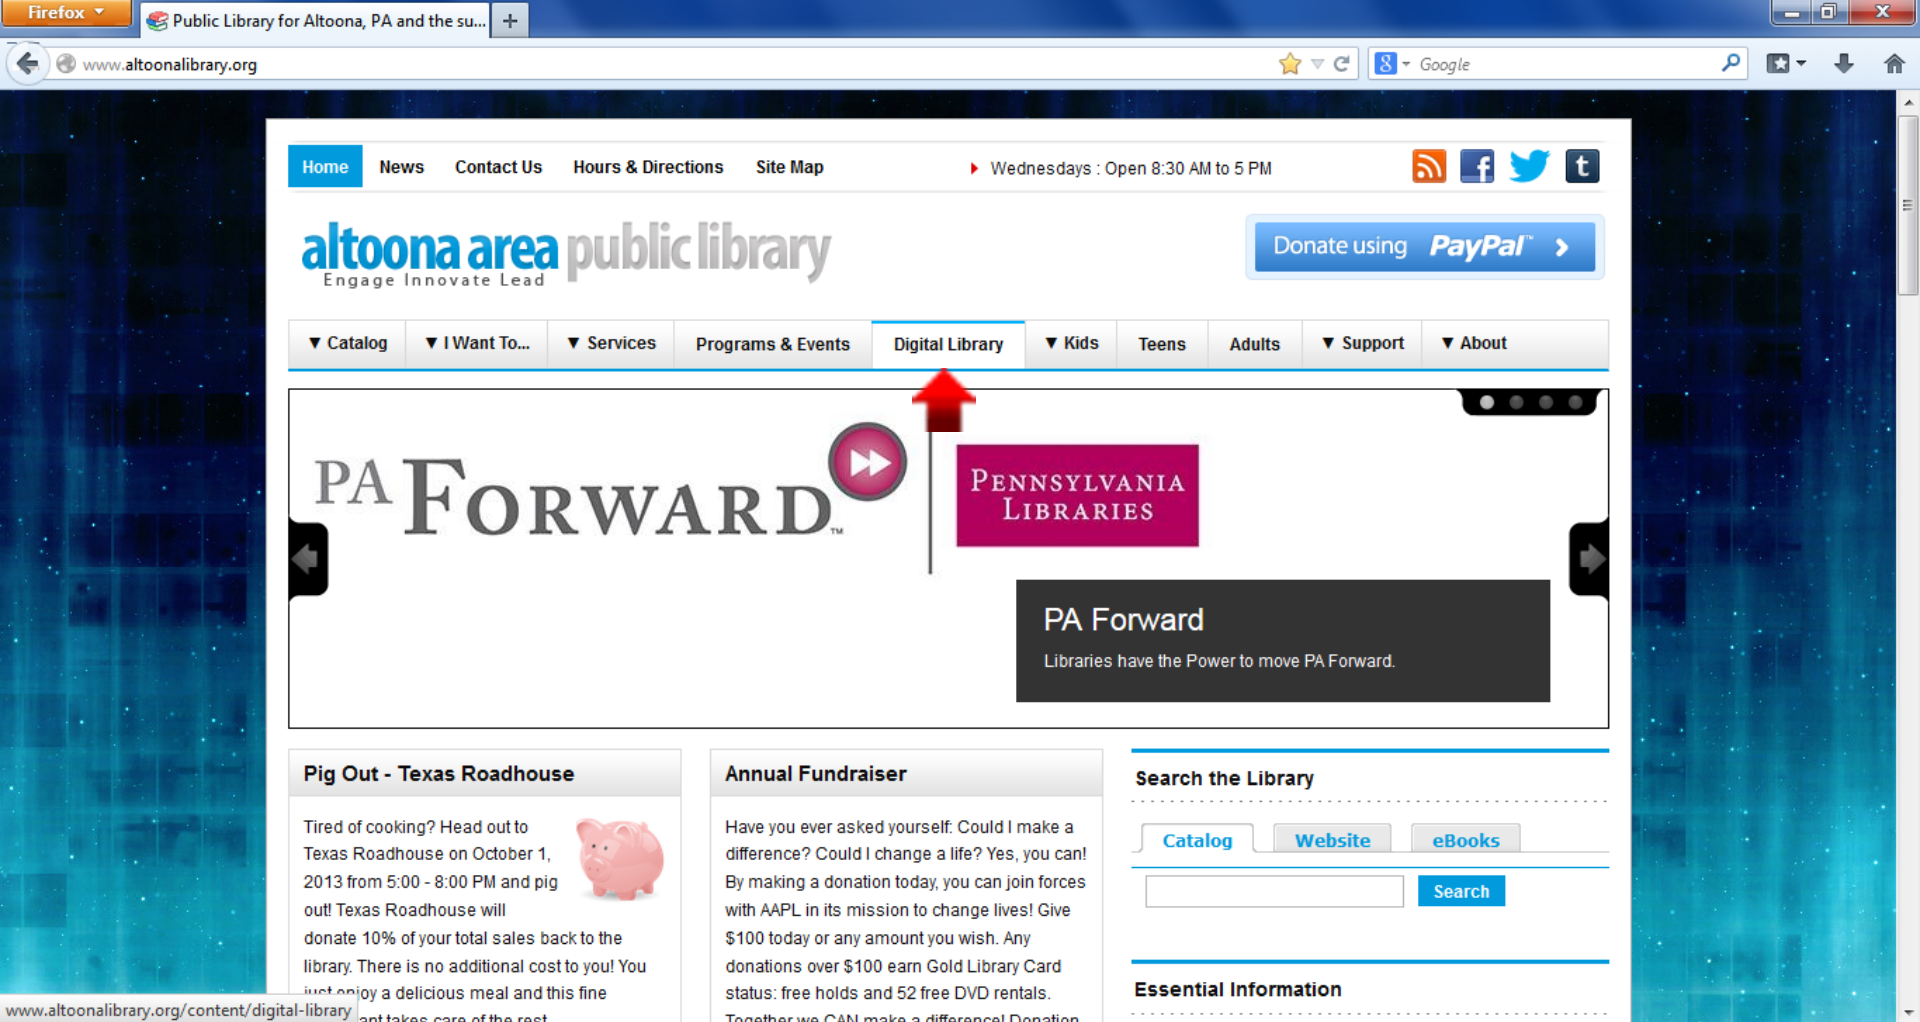 Firefox
Public Library for Altoona, PA and the su...
www.altoonalibrary.org
Google
Home News Contact Us Hours & Directions Site Map
Wednesdays : Open 8:30 AM to 5 PM
altoona area public library
Engage Innovate Lead
Donate using PayPal™
▼ Catalog ▼ I Want To... ▼ Services Programs & Events Digital Library ▼ Kids Teens Adults ▼ Support ▼ About
PA FORWARD™
PENNSYLVANIA
LIBRARIES
PA Forward
Libraries have the Power to move PA Forward.
Pig Out - Texas Roadhouse
Tired of cooking? Head out to
Texas Roadhouse on October 1,
2013 from 5:00 - 8:00 PM and pig
out! Texas Roadhouse will
donate 10% of your total sales back to the
library. There is no additional cost to you! You
just enjoy a delicious meal and this fine
takes care of the rest.
Annual Fundraiser
Have you ever asked yourself: Could I make a
difference? Could I change a life? Yes, you can!
By making a donation today, you can join forces
with AAPL in its mission to change lives! Give
$100 today or any amount you wish. Any
donations over $100 earn Gold Library Card
status: free holds and 52 free DVD rentals.
Together we CAN make a difference! Donation
Search the Library
Catalog Website eBooks
Search
Essential Information
www.altoonalibrary.org/content/digital-library